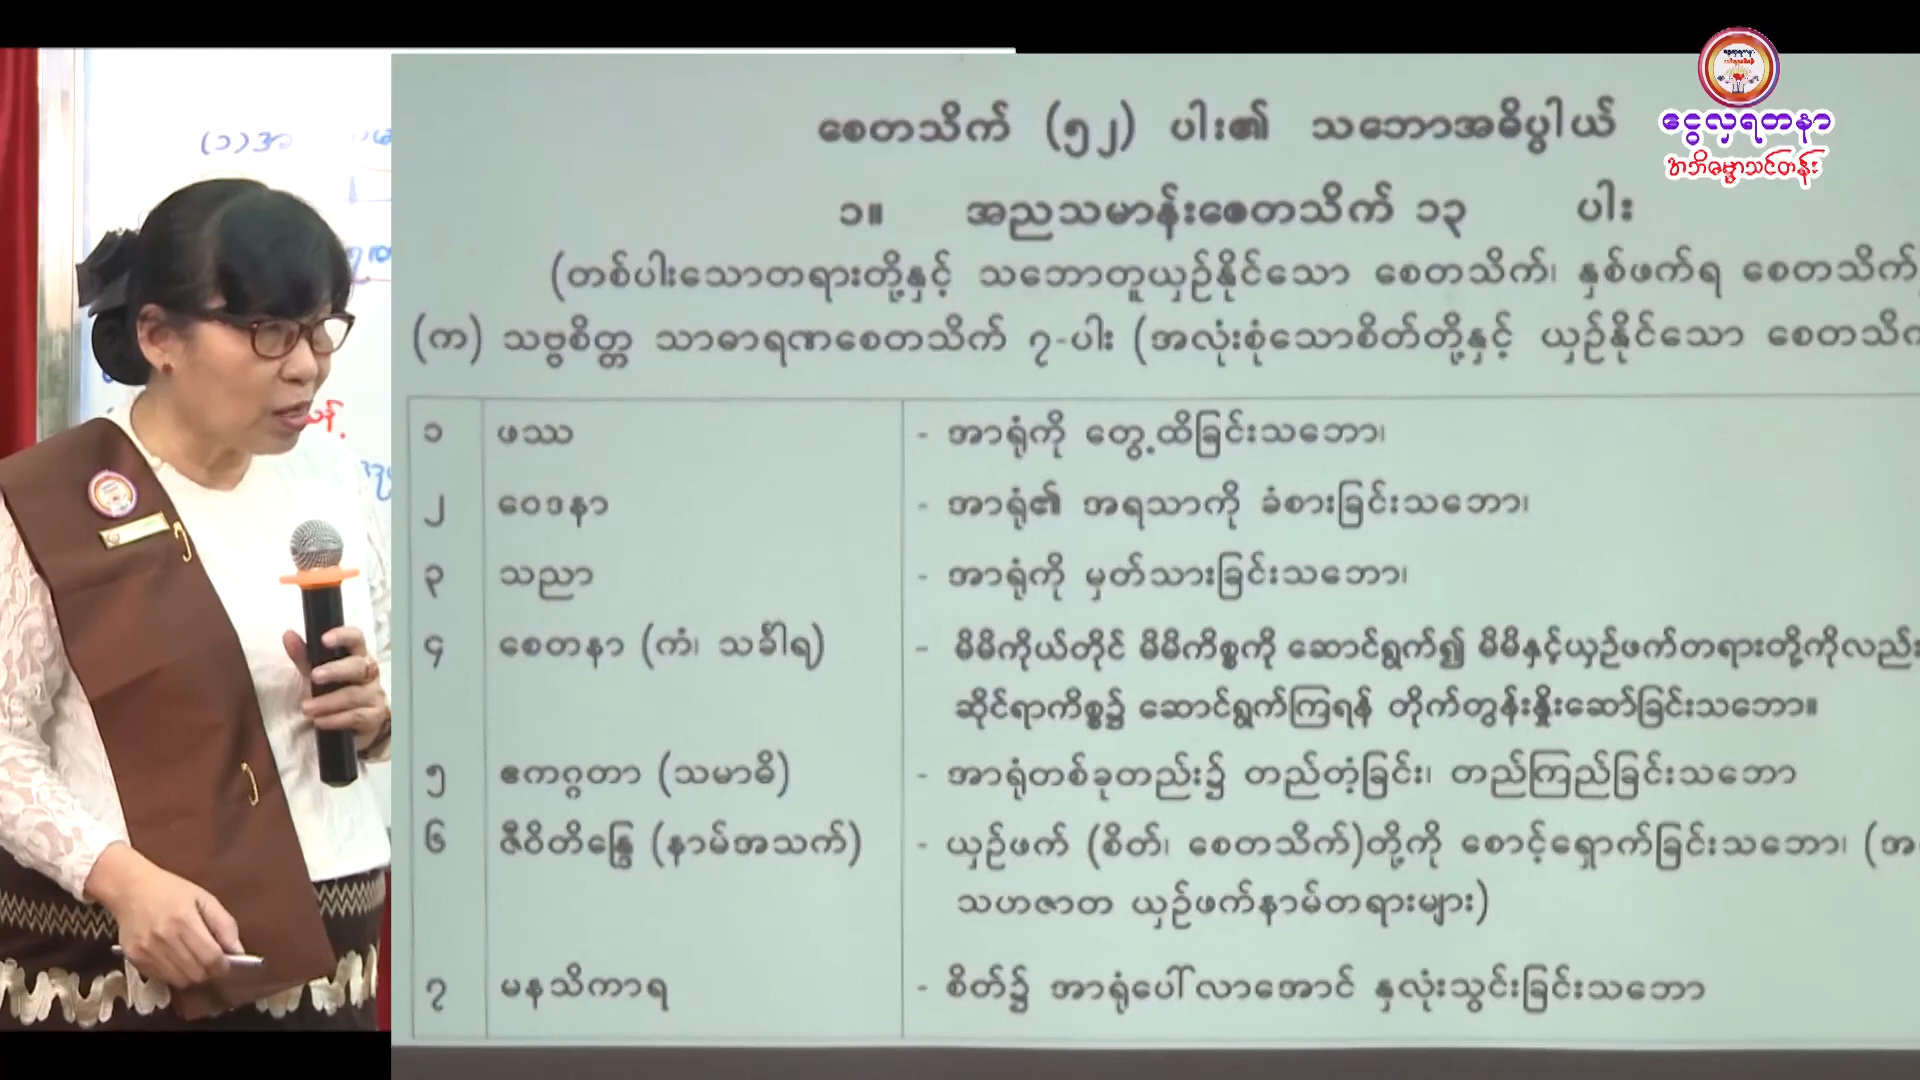 ငွေလှရတနာ
အဘိဓမ္မာသင်တန်း
(၁) အ
စေတသိက် (၅၂) ပါး၏ သဘောအဓိပ္ပါယ်
၁။ အညသမာန်းစေတသိက် ၁၃ ပါး
(တစ်ပါးသောတရားတို့နှင့် သဘောတူယှဉ်နိုင်သော စေတသိက်၊ နှစ်ဖက်ရ စေတသိက်
(က) သဗ္ဗစိတ္တ သာဓာရဏစေတသိက် ၇-ပါး (အလုံးစုံသောစိတ်တို့နှင့် ယှဉ်နိုင်သော
၁ ဖဿ - အာရုံကို တွေ့ထိခြင်းသဘော၊
၂ ဝေဒနာ - အာရုံ၏ အရသာကို ခံစားခြင်းသဘော၊
၃ သညာ - အာရုံကို မှတ်သားခြင်းသဘော၊
၄ စေတနာ (ကံ၊ သင်္ခါရ) - မိမိကိုယ်တိုင် မိမိကိစ္စကို ဆောင်ရွက်၍ မိမိနှင့်ယှဉ်ဖက်တရားတို့ကိုလည်း
ဆိုင်ရာကိစ္စ၌ ဆောင်ရွက်ကြရန် တိုက်တွန်းနှိုးဆော်ခြင်းသဘော။
၅ ဧကဂ္ဂတာ (သမာဓိ) - အာရုံတစ်ခုတည်း၌ တည်တံ့ခြင်း၊ တည်ကြည်ခြင်းသဘော
၆ ဇီဝိတိန္ဒြေ (နာမ်အသက်) - ယှဉ်ဖက် (စိတ်၊ စေတသိက်)တို့ကို စောင့်ရှောက်ခြင်းသဘော၊
သဟဇာတ ယှဉ်ဖက်နာမ်တရားများ)
၇ မနသိကာရ - စိတ်၌ အာရုံပေါ်လာအောင် နှလုံးသွင်းခြင်းသဘော